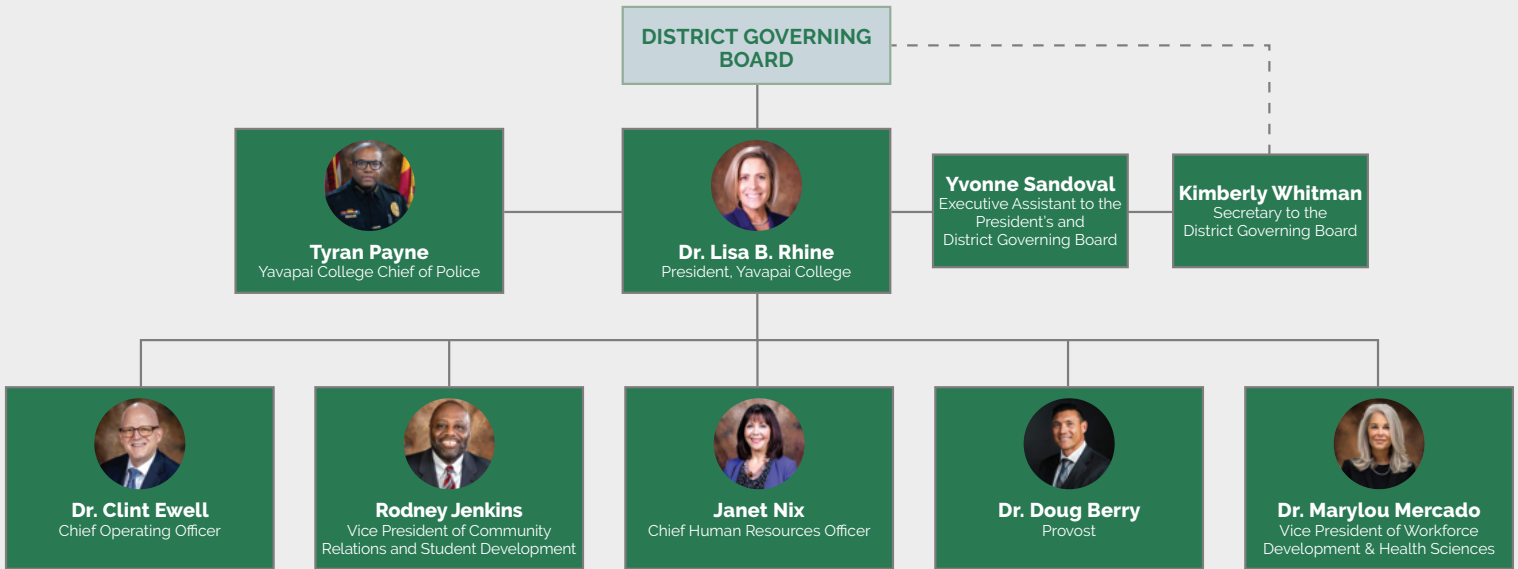 DISTRICT GOVERNING
BOARD
Tyran Payne
Yavapai College Chief of Police
Dr. Lisa B. Rhine
President, Yavapai College
Yvonne Sandoval
Executive Assistant to the
President's and
District Governing Board
Kimberly Whitman
Secretary to the
District Governing Board
Dr. Clint Ewell
Chief Operating Officer
Rodney Jenkins
Vice President of Community
Relations and Student Development
Janet Nix
Chief Human Resources Officer
Dr. Doug Berry
Provost
Dr. Marylou Mercado
Vice President of Workforce
Development & Health Sciences